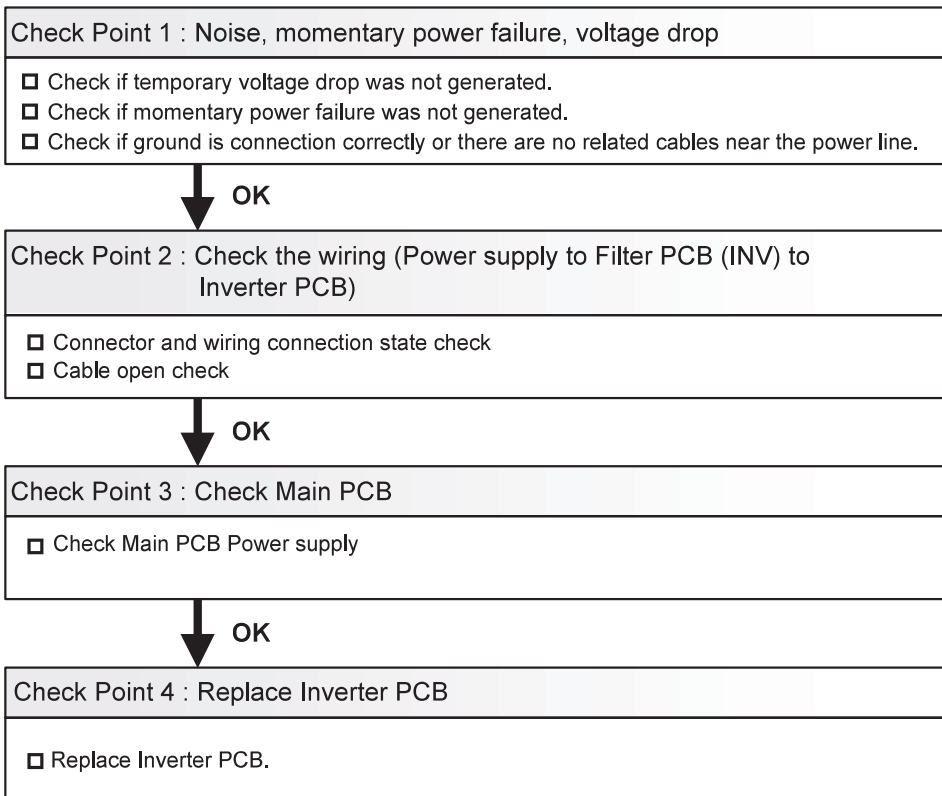 Check Point 1 : Noise, momentary power failure, voltage drop
Check if temporary voltage drop was not generated.
Check if momentary power failure was not generated.
Check if ground is connection correctly or there are no related cables near the power line.
OK
Check Point 2 : Check the wiring (Power supply to Filter PCB (INV) to
Inverter PCB)
Connector and wiring connection state check
Cable open check
OK
Check Point 3 : Check Main PCB
Check Main PCB Power supply
OK
Check Point 4 : Replace Inverter PCB
Replace Inverter PCB.